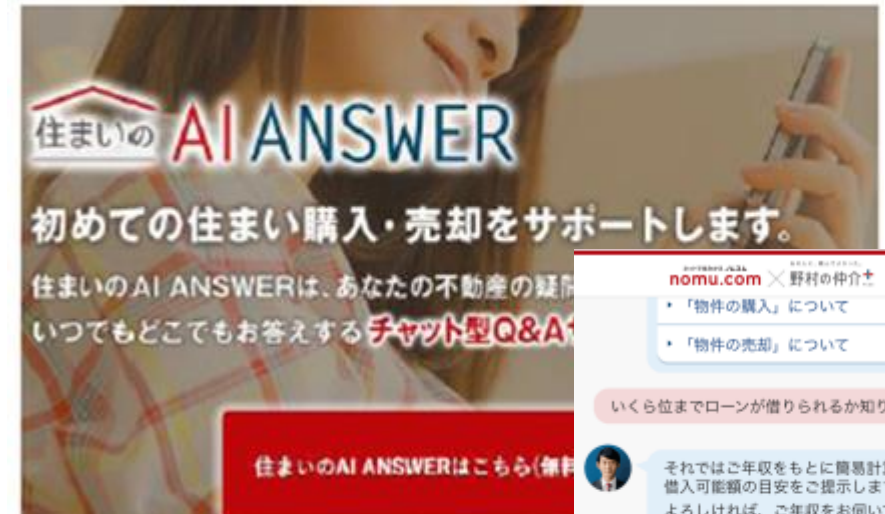 住まいの AI ANSWER
初めての住まい購入・売却をサポートします。
住まいのAI ANSWERは、あなたの不動産の疑問
いつでもどこでもお答えするチャット型Q&A
住まいのAI ANSWERはこちら(無料
nomu.com × 野村の仲介+
「物件の購入」について
「物件の売却」について
いくら位までローンが借りられるか知り
それではご年収をもとに簡易計
借入可能額の目安をご提示しま
よろしければ、ご年収をお伺い